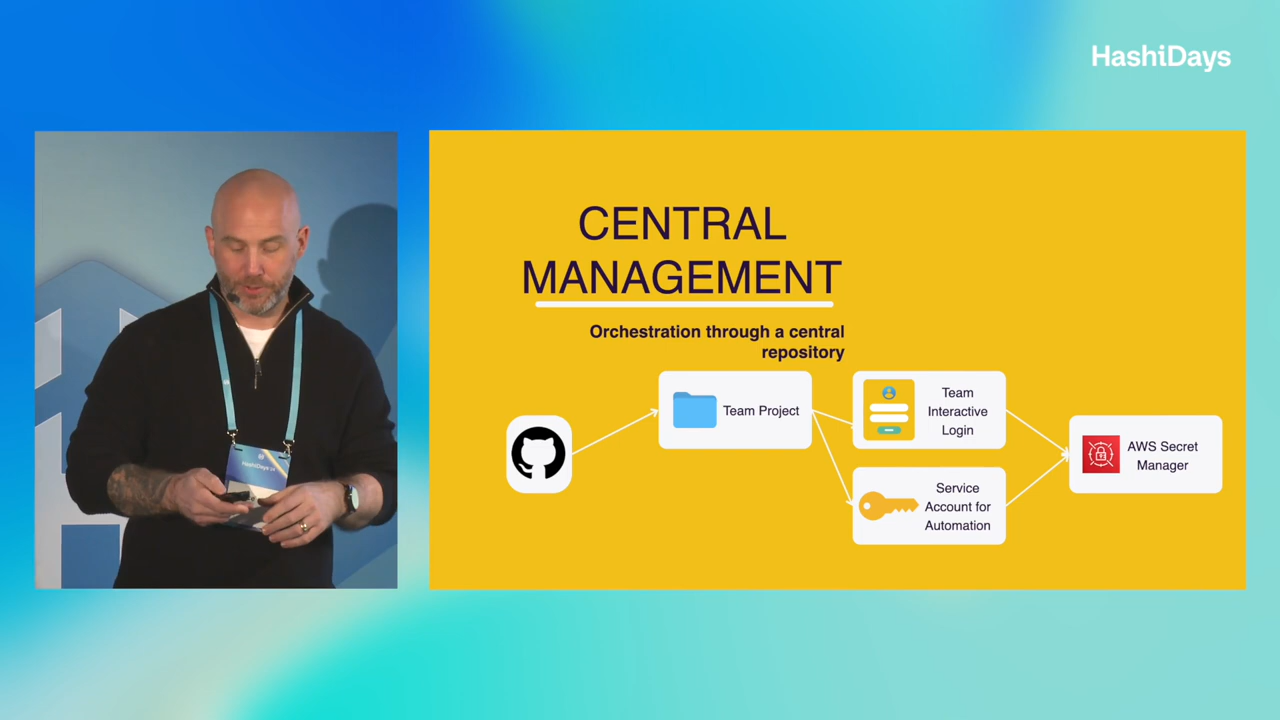 HashiDays
CENTRAL
MANAGEMENT
Orchestration through a central
repository
Team Project
Team
Interactive
Login
Service
Account for
Automation
AWS Secret
Manager
HashiDays